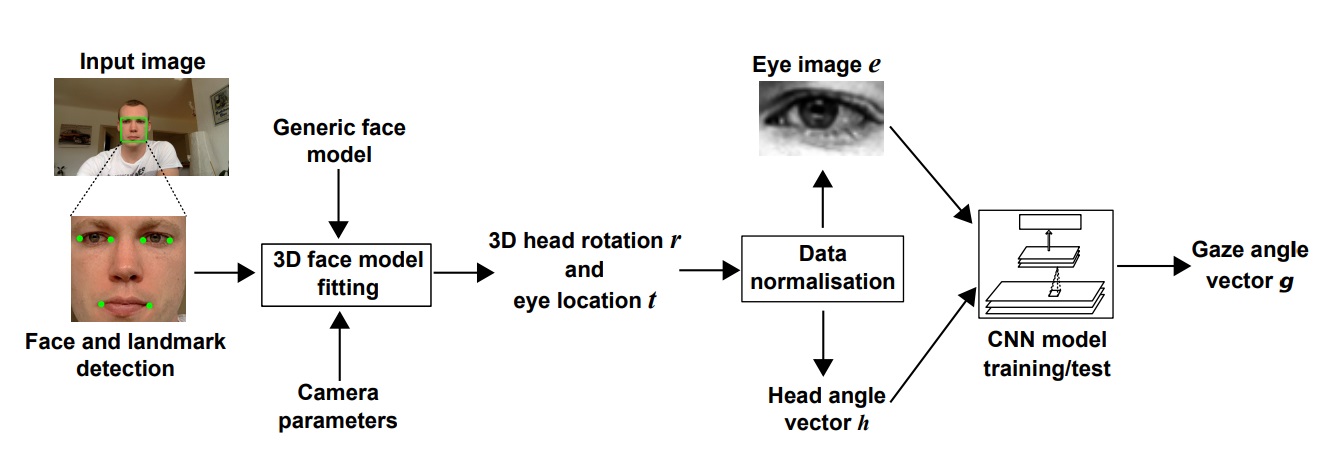 Input image
Face and landmark
detection
Generic face
model
3D face model
fitting
Camera
parameters
3D head rotation r
and
eye location t
Data
normalisation
Eye image e
Head angle
vector h
CNN model
training/test
Gaze angle
vector g